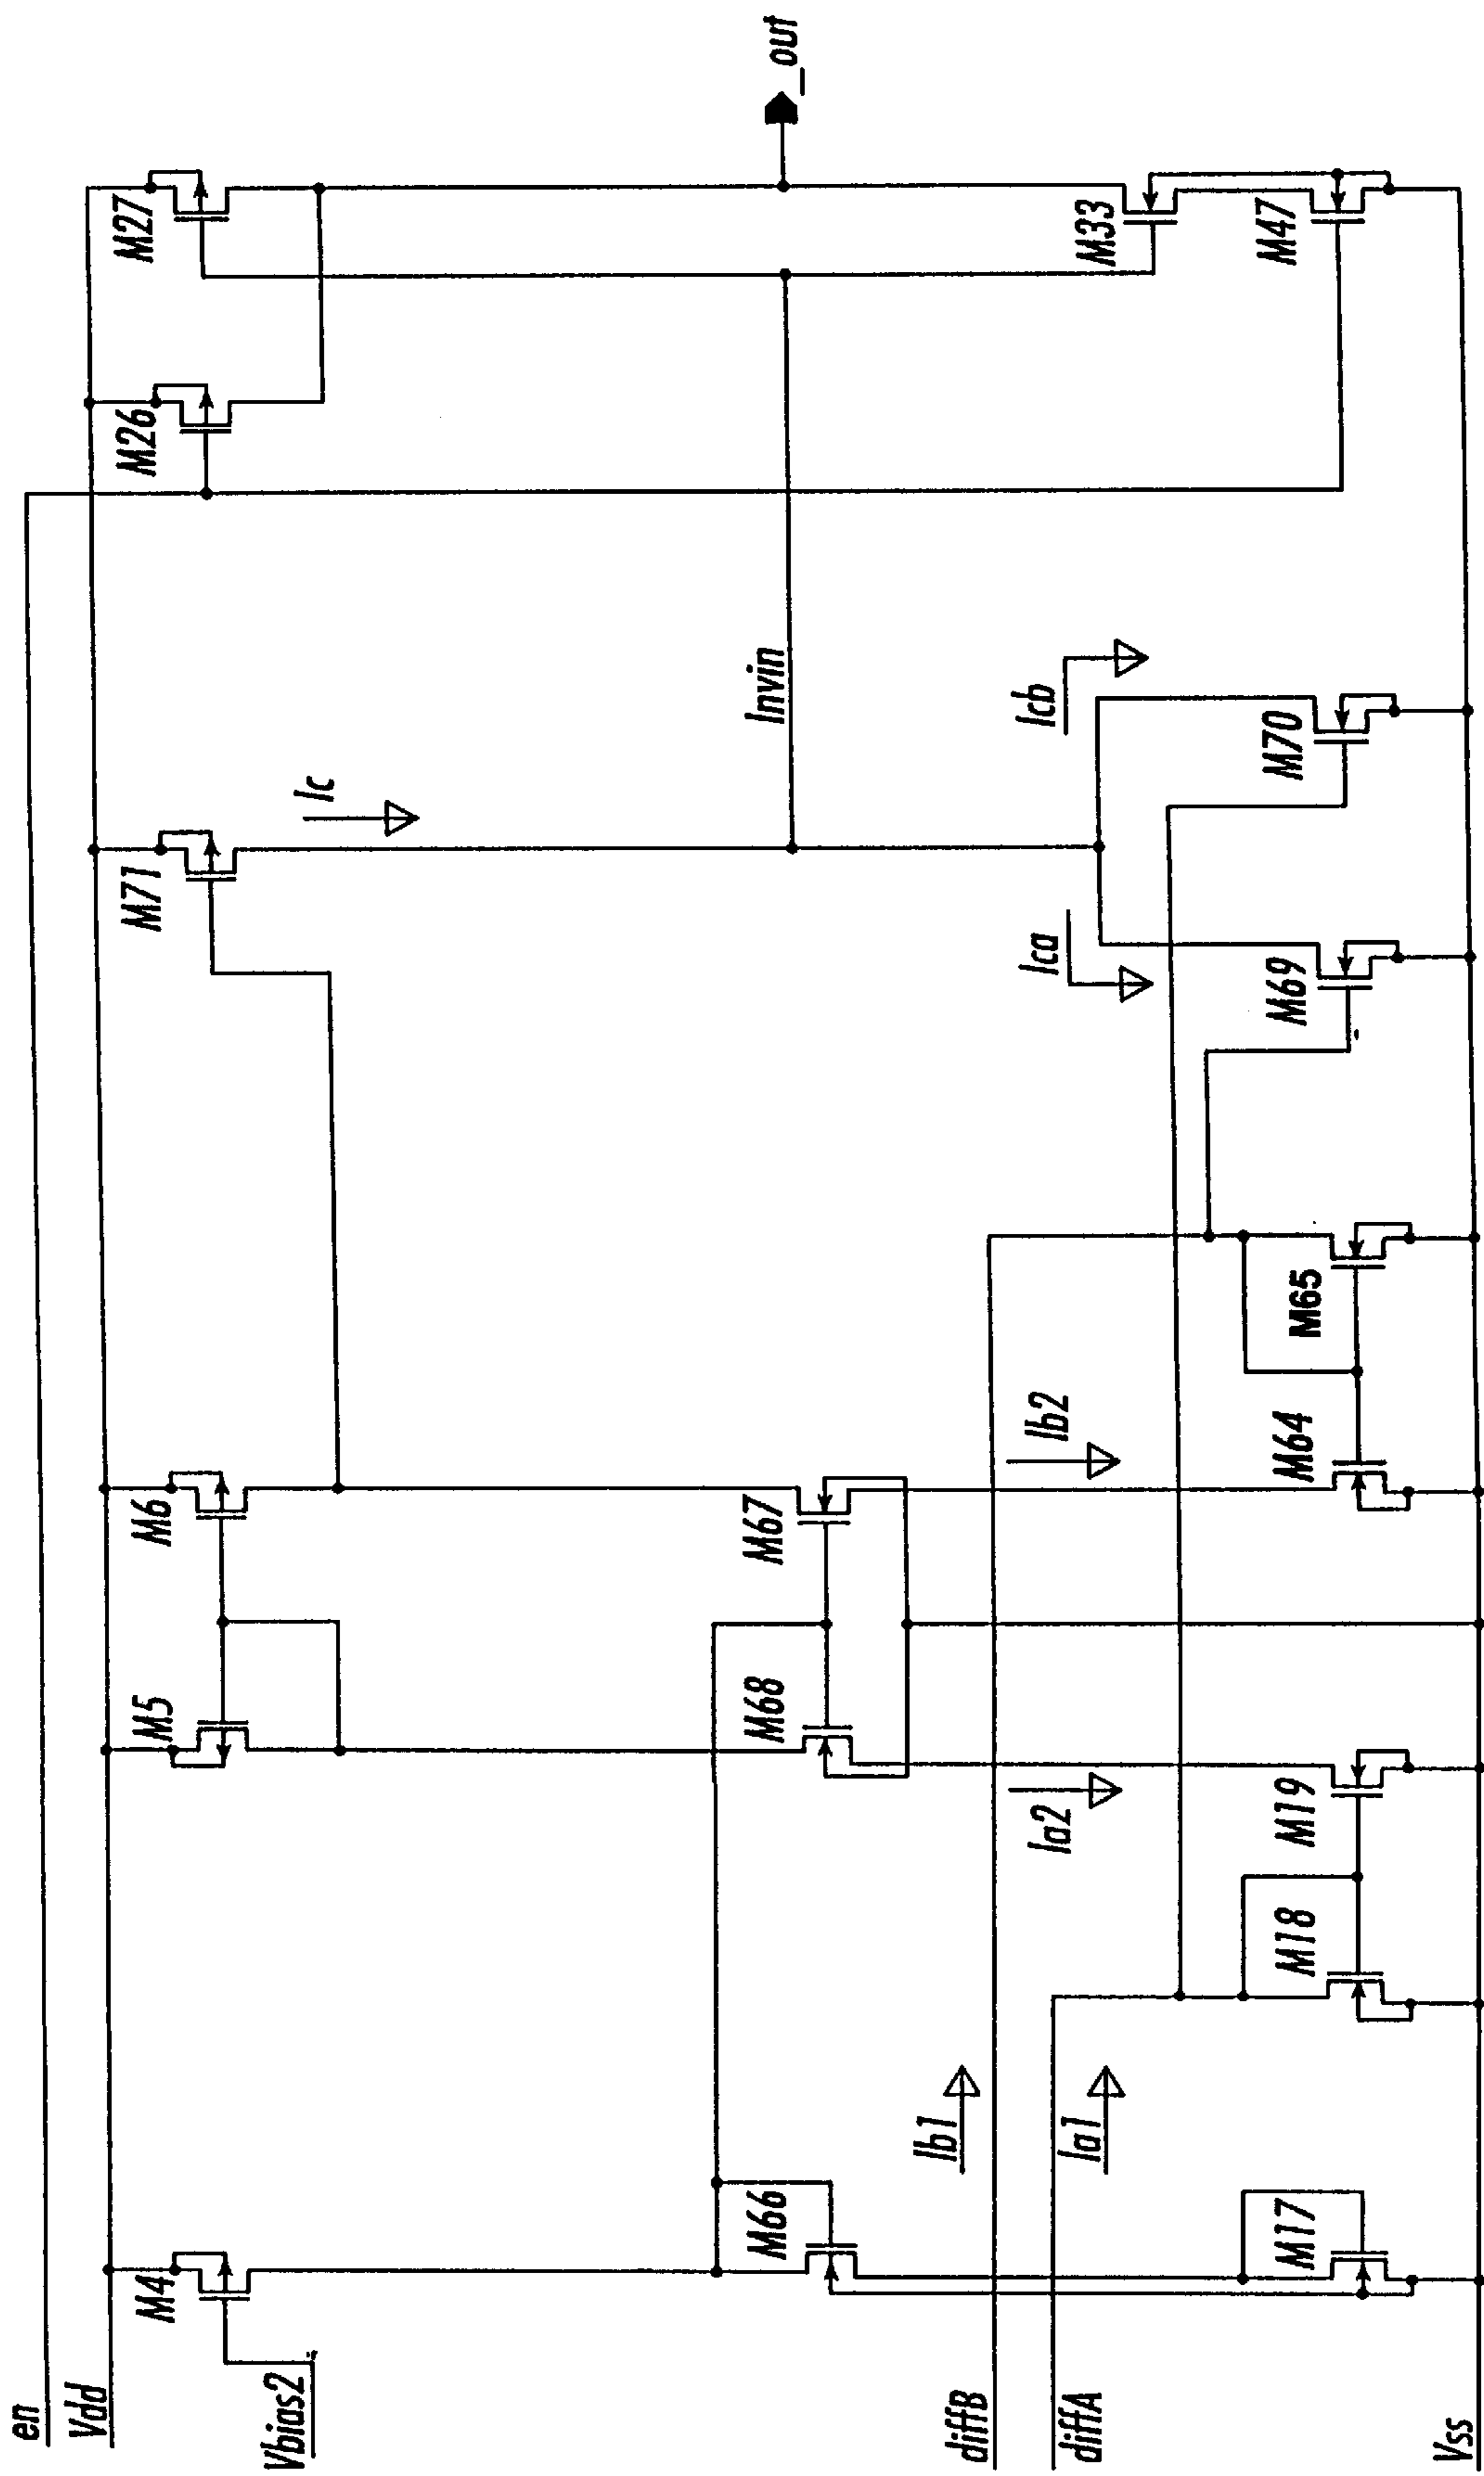 en
Vdd
Vbias2
diffB
diffA
Vss
M4
M66
M17
Ib1
Ia1
M5
M68
M18
M19
Ia2
M6
M67
Ib2
M64
M65
M71
Ic
Invin
Ica
Icb
M69
M70
M26
M27
M33
M47
_out